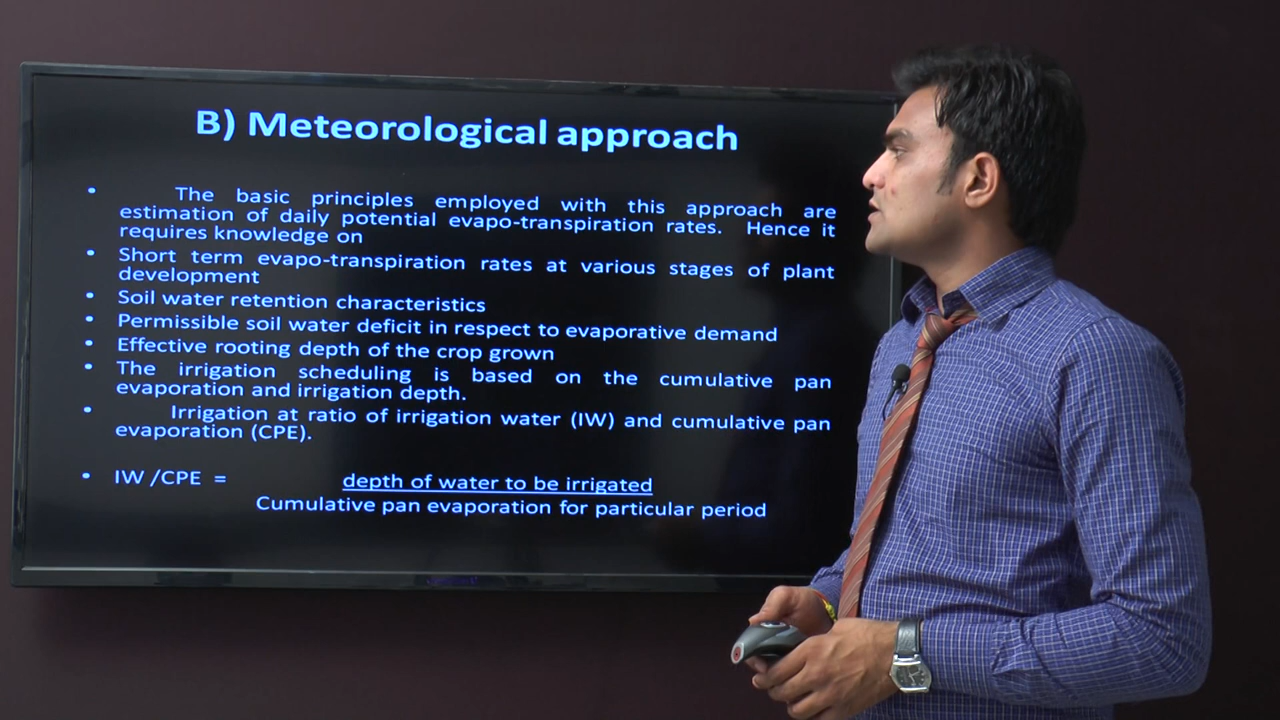 B) Meteorological approach
• The basic principles employed with this approach are
estimation of daily potential evapo-transpiration rates. Hence it
requires knowledge on
• Short term evapo-transpiration rates at various stages of plant
development
• Soil water retention characteristics
• Permissible soil water deficit in respect to evaporative demand
• Effective rooting depth of the crop grown
• The irrigation scheduling is based on the cumulative pan
evaporation and irrigation depth.
• Irrigation at ratio of irrigation water (IW) and cumulative pan
evaporation (CPE).
• IW /CPE = depth of water to be irrigated
Cumulative pan evaporation for particular period